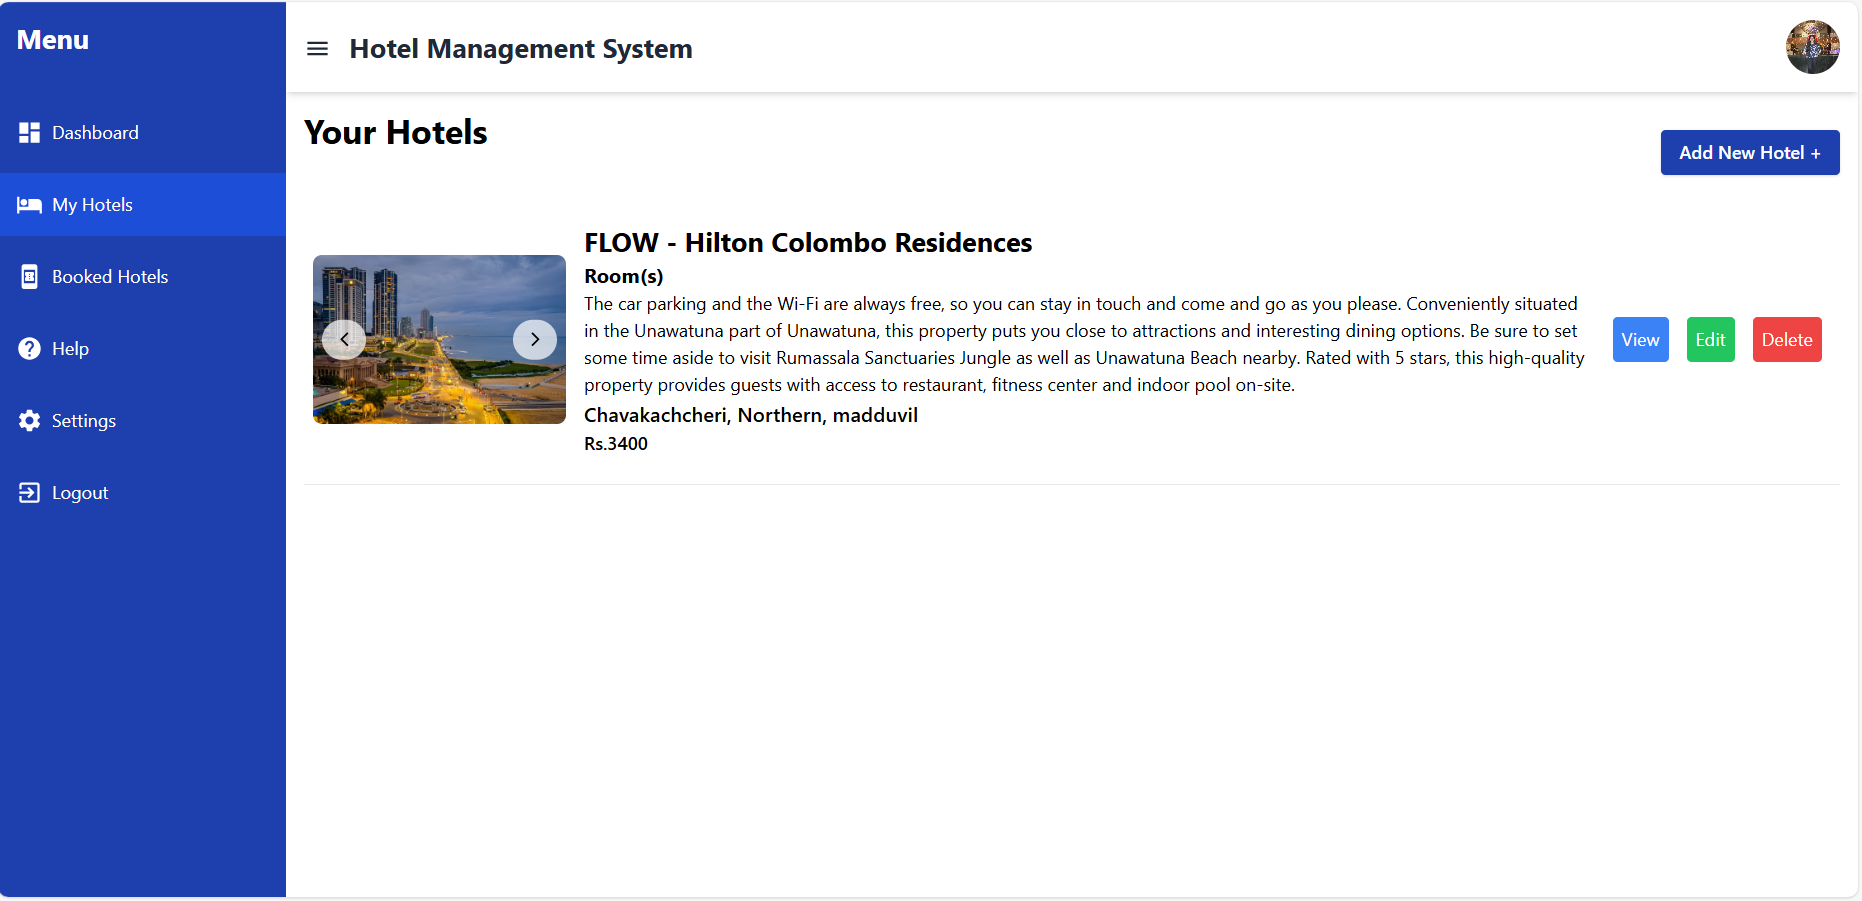 Menu
Dashboard
My Hotels
Booked Hotels
Help
Settings
Logout
Hotel Management System
Your Hotels
Add New Hotel +
FLOW - Hilton Colombo Residences
Room(s)
The car parking and the Wi-Fi are always free, so you can stay in touch and come and go as you please. Conveniently situated
in the Unawatuna part of Unawatuna, this property puts you close to attractions and interesting dining options. Be sure to set
some time aside to visit Rumassala Sanctuaries Jungle as well as Unawatuna Beach nearby. Rated with 5 stars, this high-quality
property provides guests with access to restaurant, fitness center and indoor pool on-site.
Chavakachcheri, Northern, madduvil
Rs.3400
View
Edit
Delete